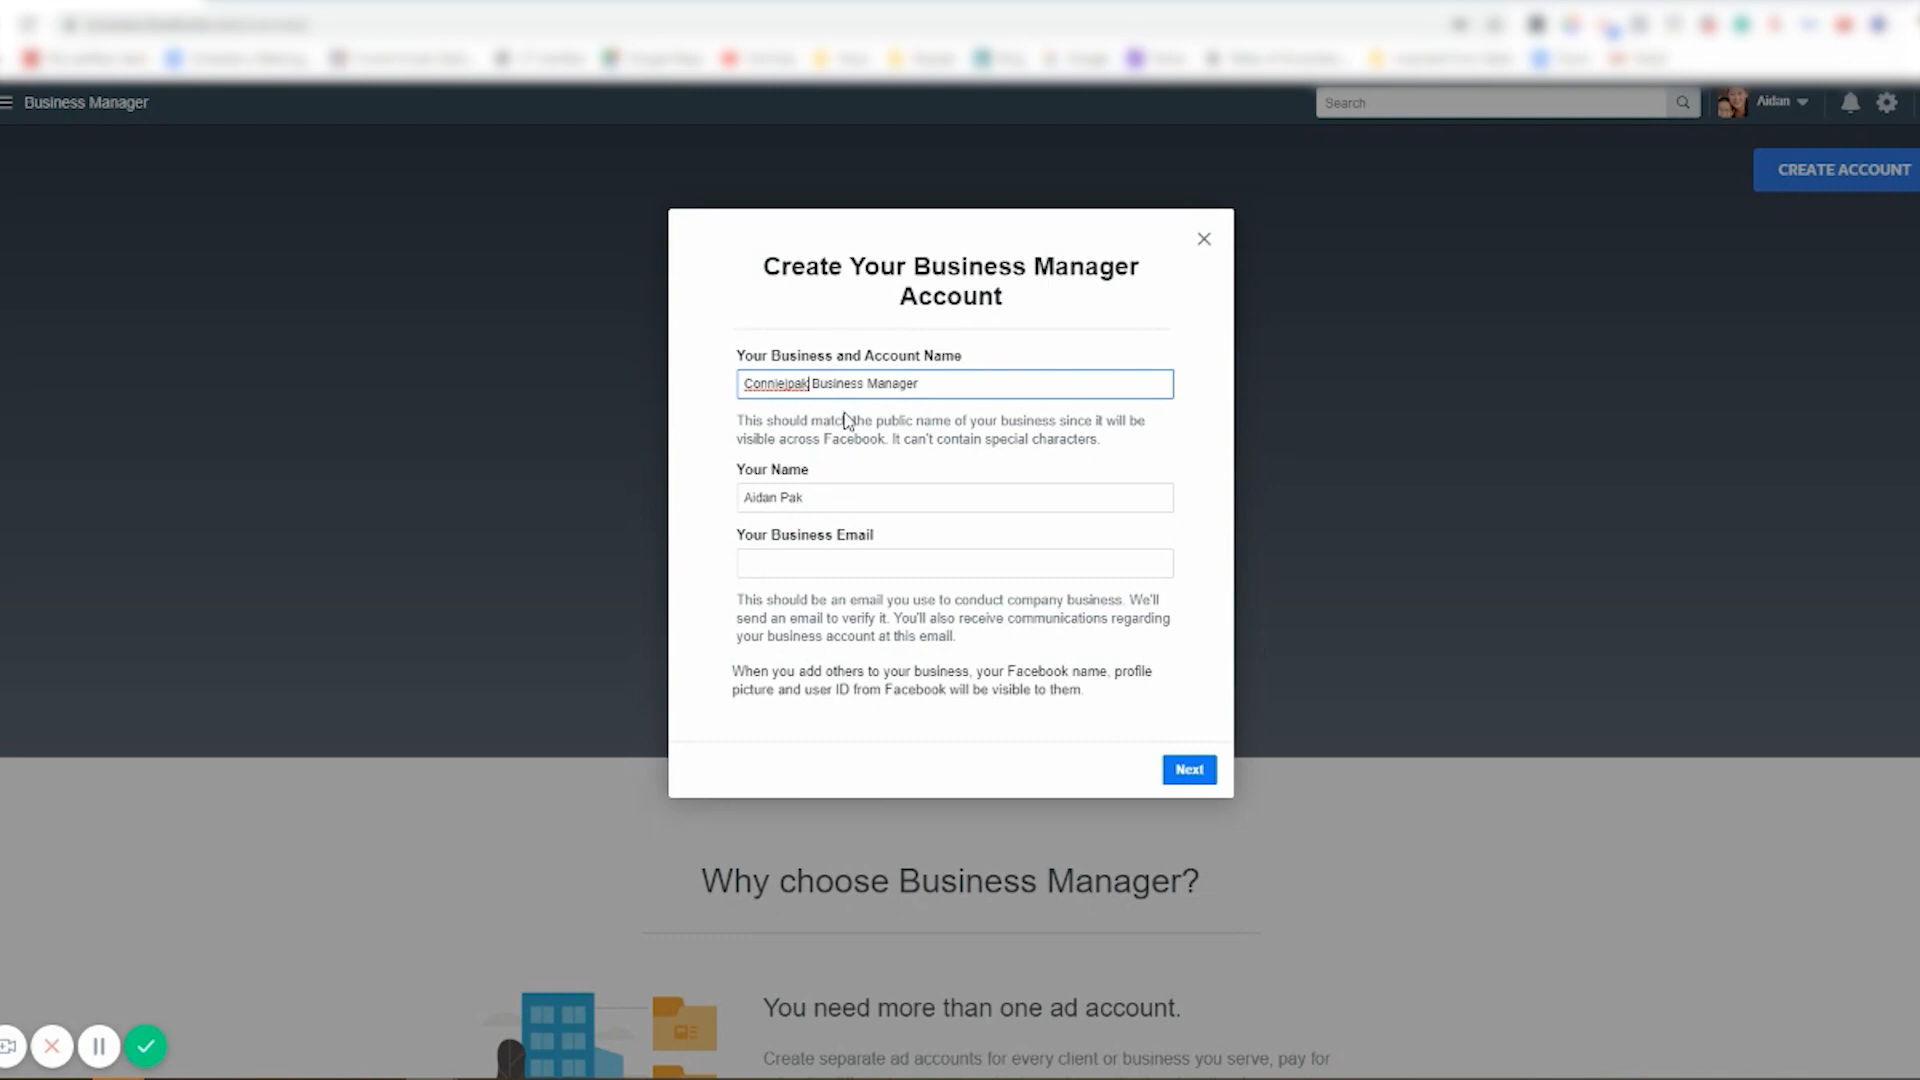 Business Manager
Search
Aidan
CREATE ACCOUNT
Create Your Business Manager
Account
Your Business and Account Name
Conniejpak Business Manager
This should match the public name of your business since it will be
visible across Facebook. It can't contain special characters.
Your Name
Aidan Pak
Your Business Email
This should be an email you use to conduct company business. We'll
send an email to verify it. You'll also receive communications regarding
your business account at this email.
When you add others to your business, your Facebook name, profile
picture and user ID from Facebook will be visible to them.
Next
Why choose Business Manager?
You need more than one ad account.
Create separate ad accounts for every client or business you serve, pay for